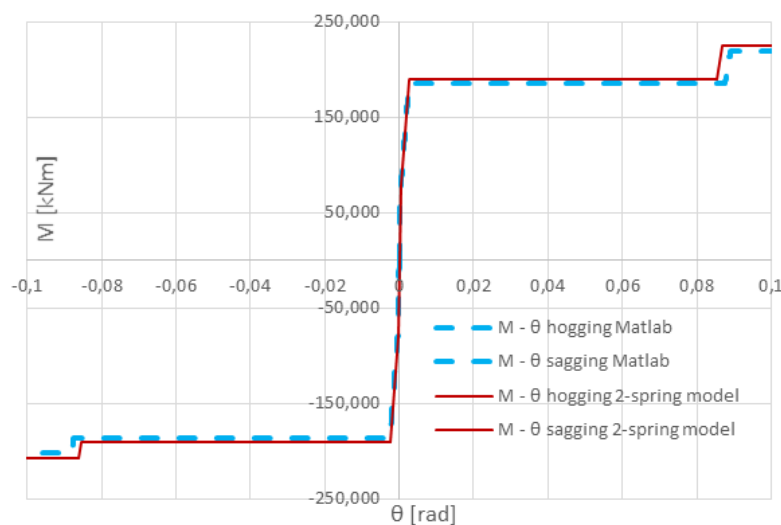 250,000
150,000
50,000
M [kNm]
-0,1 -0,08 -0,06 -0,04 -0,02 0 0,02 0,04 0,06 0,08 0,1
-50,000
M - θ hogging Matlab
M - θ sagging Matlab
-150,000
M - θ hogging 2-spring model
M - θ sagging 2-spring model
-250,000
θ [rad]